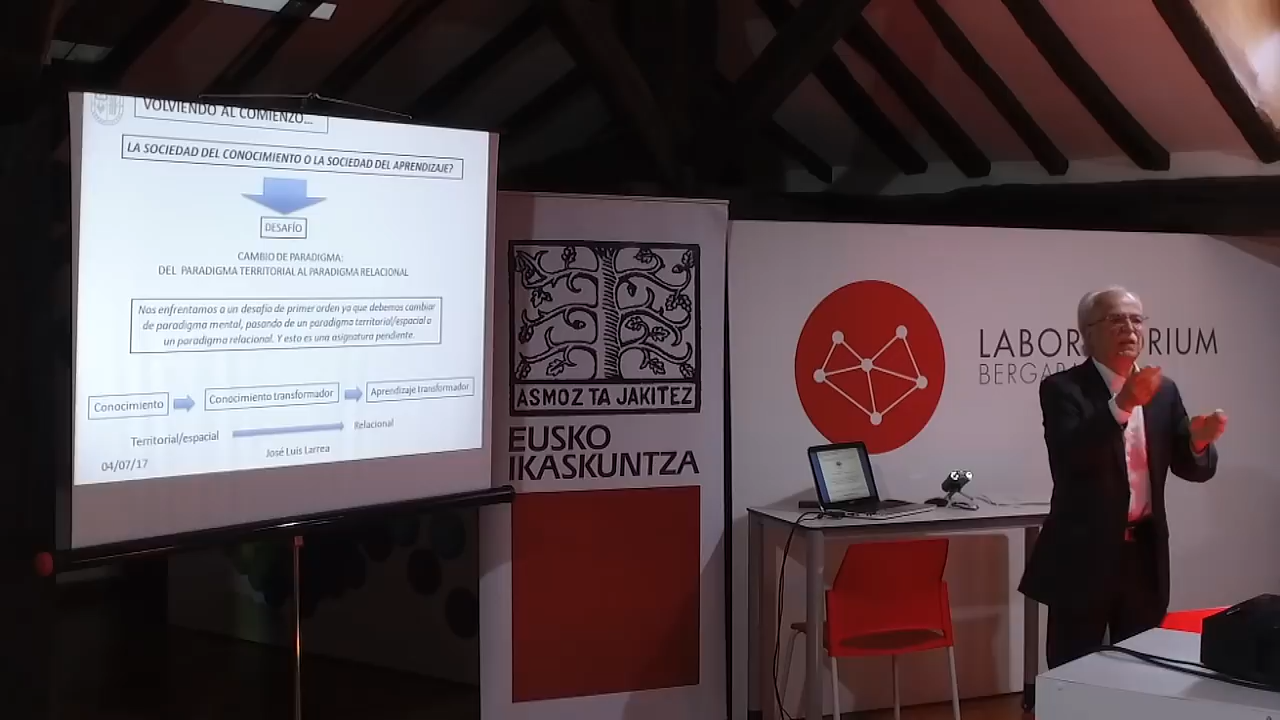 VOLVIENDO AL COMIENZO...
LA SOCIEDAD DEL CONOCIMIENTO O LA SOCIEDAD DEL APRENDIZAJE?
DESAFÍO
CAMBIO DE PARADIGMA:
DEL PARADIGMA TERRITORIAL AL PARADIGMA RELACIONAL
Nos enfrentamos a un desafío de primer orden ya que debemos cambiar
de paradigma mental, pasando de un paradigma territorial/espacial a
un paradigma relacional. Y esto es una asignatura pendiente.
Conocimiento
Conocimiento transformador
Aprendizaje transformador
Territorial/espacial
Relacional
04/07/17
José Luis Larrea
ASMOZ TA JAKITEZ
EUSKO
IKASKUNTZA
LABOR RIUM
BERGAR